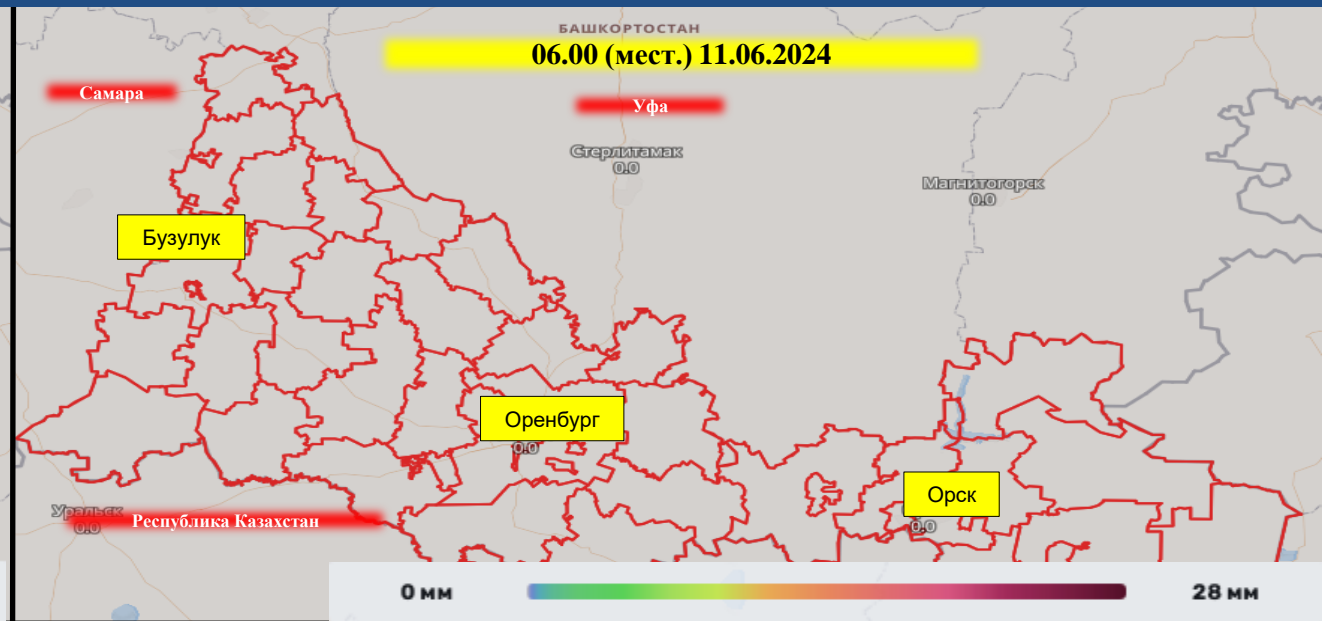 БАШКОРТОСТАН
06.00 (мест.) 11.06.2024
Самара
Уфа
Стерлитамак
0.0
Магнитогорск
0.0
Бузулук
Оренбург
0.0
Орск
0.0
Уральск
0.0
Республика Казахстан
0 мм
28 мм